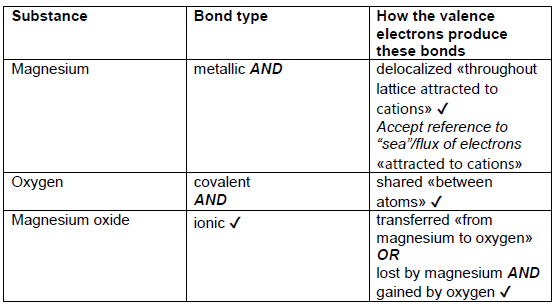 Substance
Bond type
How the valence
electrons produce
these bonds
Magnesium
metallic AND
delocalized «throughout
lattice attracted to
cations» ✓
Accept reference to
"sea"/flux of electrons
«attracted to cations»
Oxygen
covalent
AND
shared «between
atoms» ✓
Magnesium oxide
ionic ✓
transferred «from
magnesium to oxygen»
OR
lost by magnesium AND
gained by oxygen ✓